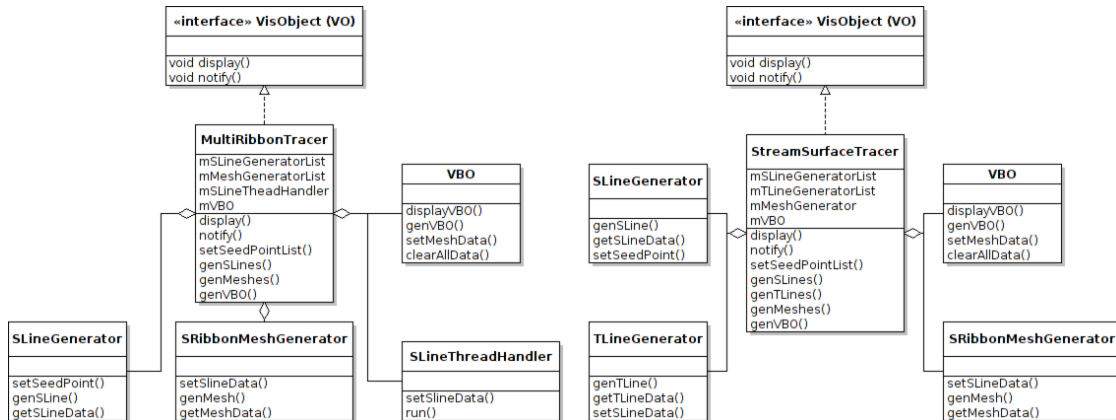 «interface» VisObject (VO)
void display()
void notify()
MultiRibbonTracer
mSLineGeneratorList
mMeshGeneratorList
mSLineTheadHandler
mVBO
display()
notify()
setSeedPointList()
genSLines()
genMeshes()
genVBO()
VBO
displayVBO()
genVBO()
setMeshData()
clearAllData()
SLineGenerator
setSeedPoint()
genSLine()
getSLineData()
SRibbonMeshGenerator
setSlineData()
genMesh()
getMeshData()
SLineThreadHandler
setSlineData()
run()
«interface» VisObject (VO)
void display()
void notify()
StreamSurfaceTracer
mSLineGeneratorList
mTLineGeneratorList
mMeshGenerator
mVBO
display()
notify()
setSeedPointList()
genSLines()
genTLines()
genMeshes()
genVBO()
SLineGenerator
genSLine()
getSLineData()
setSeedPoint()
VBO
displayVBO()
genVBO()
setMeshData()
clearAllData()
TLineGenerator
genTLine()
getTLineData()
setSLineData()
SRibbonMeshGenerator
setSLineData()
genMesh()
getMeshData()